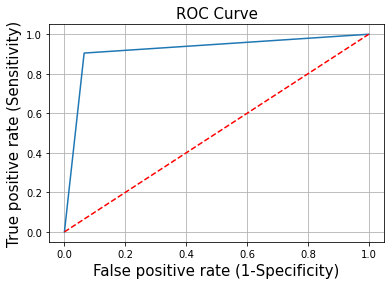 ROC Curve
True positive rate (Sensitivity)
1.0
0.8
0.6
0.4
0.2
0.0
0.0 0.2 0.4 0.6 0.8 1.0
False positive rate (1-Specificity)